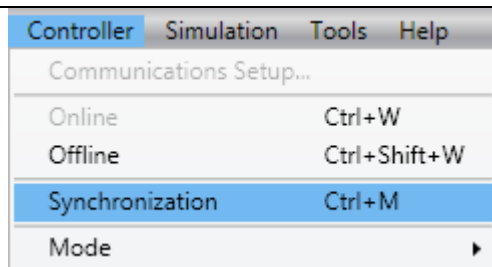 Controller Simulation Tools Help
Communications Setup...
Online Ctrl+W
Offline Ctrl+Shift+W
Synchronization Ctrl+M
Mode